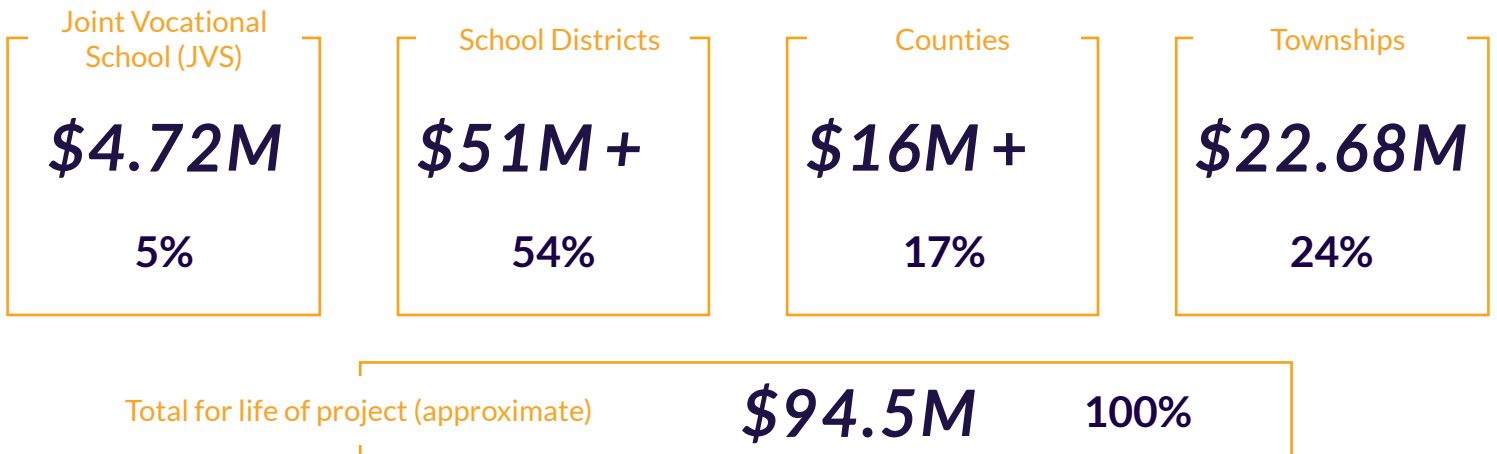 Joint Vocational
School (JVS)
$4.72M
5%
School Districts
$51M+
54%
Counties
$16M+
17%
Townships
$22.68M
24%
Total for life of project (approximate)
$94.5M
100%